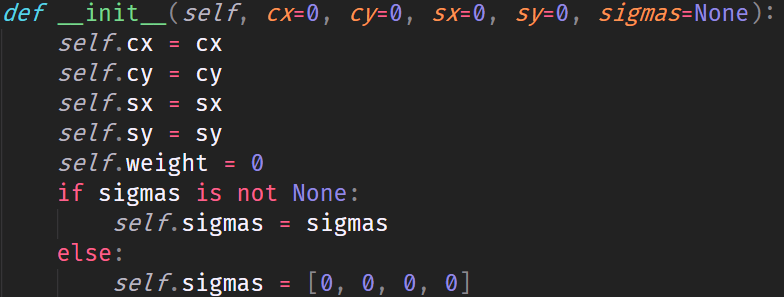 def __init__(self, cx=0, cy=0, sx=0, sy=0, sigmas=None):
    self.cx = cx
    self.cy = cy
    self.sx = sx
    self.sy = sy
    self.weight = 0
    if sigmas is not None:
        self.sigmas = sigmas
    else:
        self.sigmas = [0, 0, 0, 0]